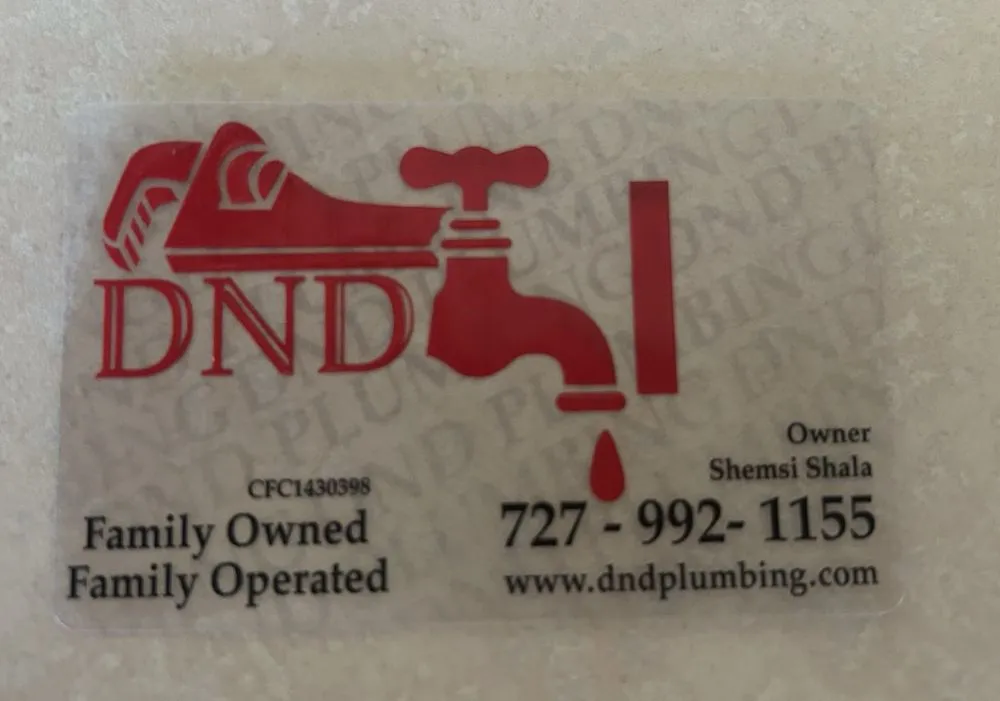 DND
Owner
Shemsi Shala
CFC1430398
727 - 992- 1155
Family Owned
www.dndplumbing.com
Family Operated